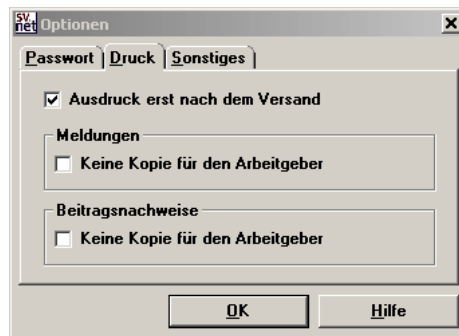 sv.net
Optionen
Passwort Druck Sonstiges
Ausdruck erst nach dem Versand
Meldungen
Keine Kopie für den Arbeitgeber
Beitragsnachweise
Keine Kopie für den Arbeitgeber
OK Hilfe